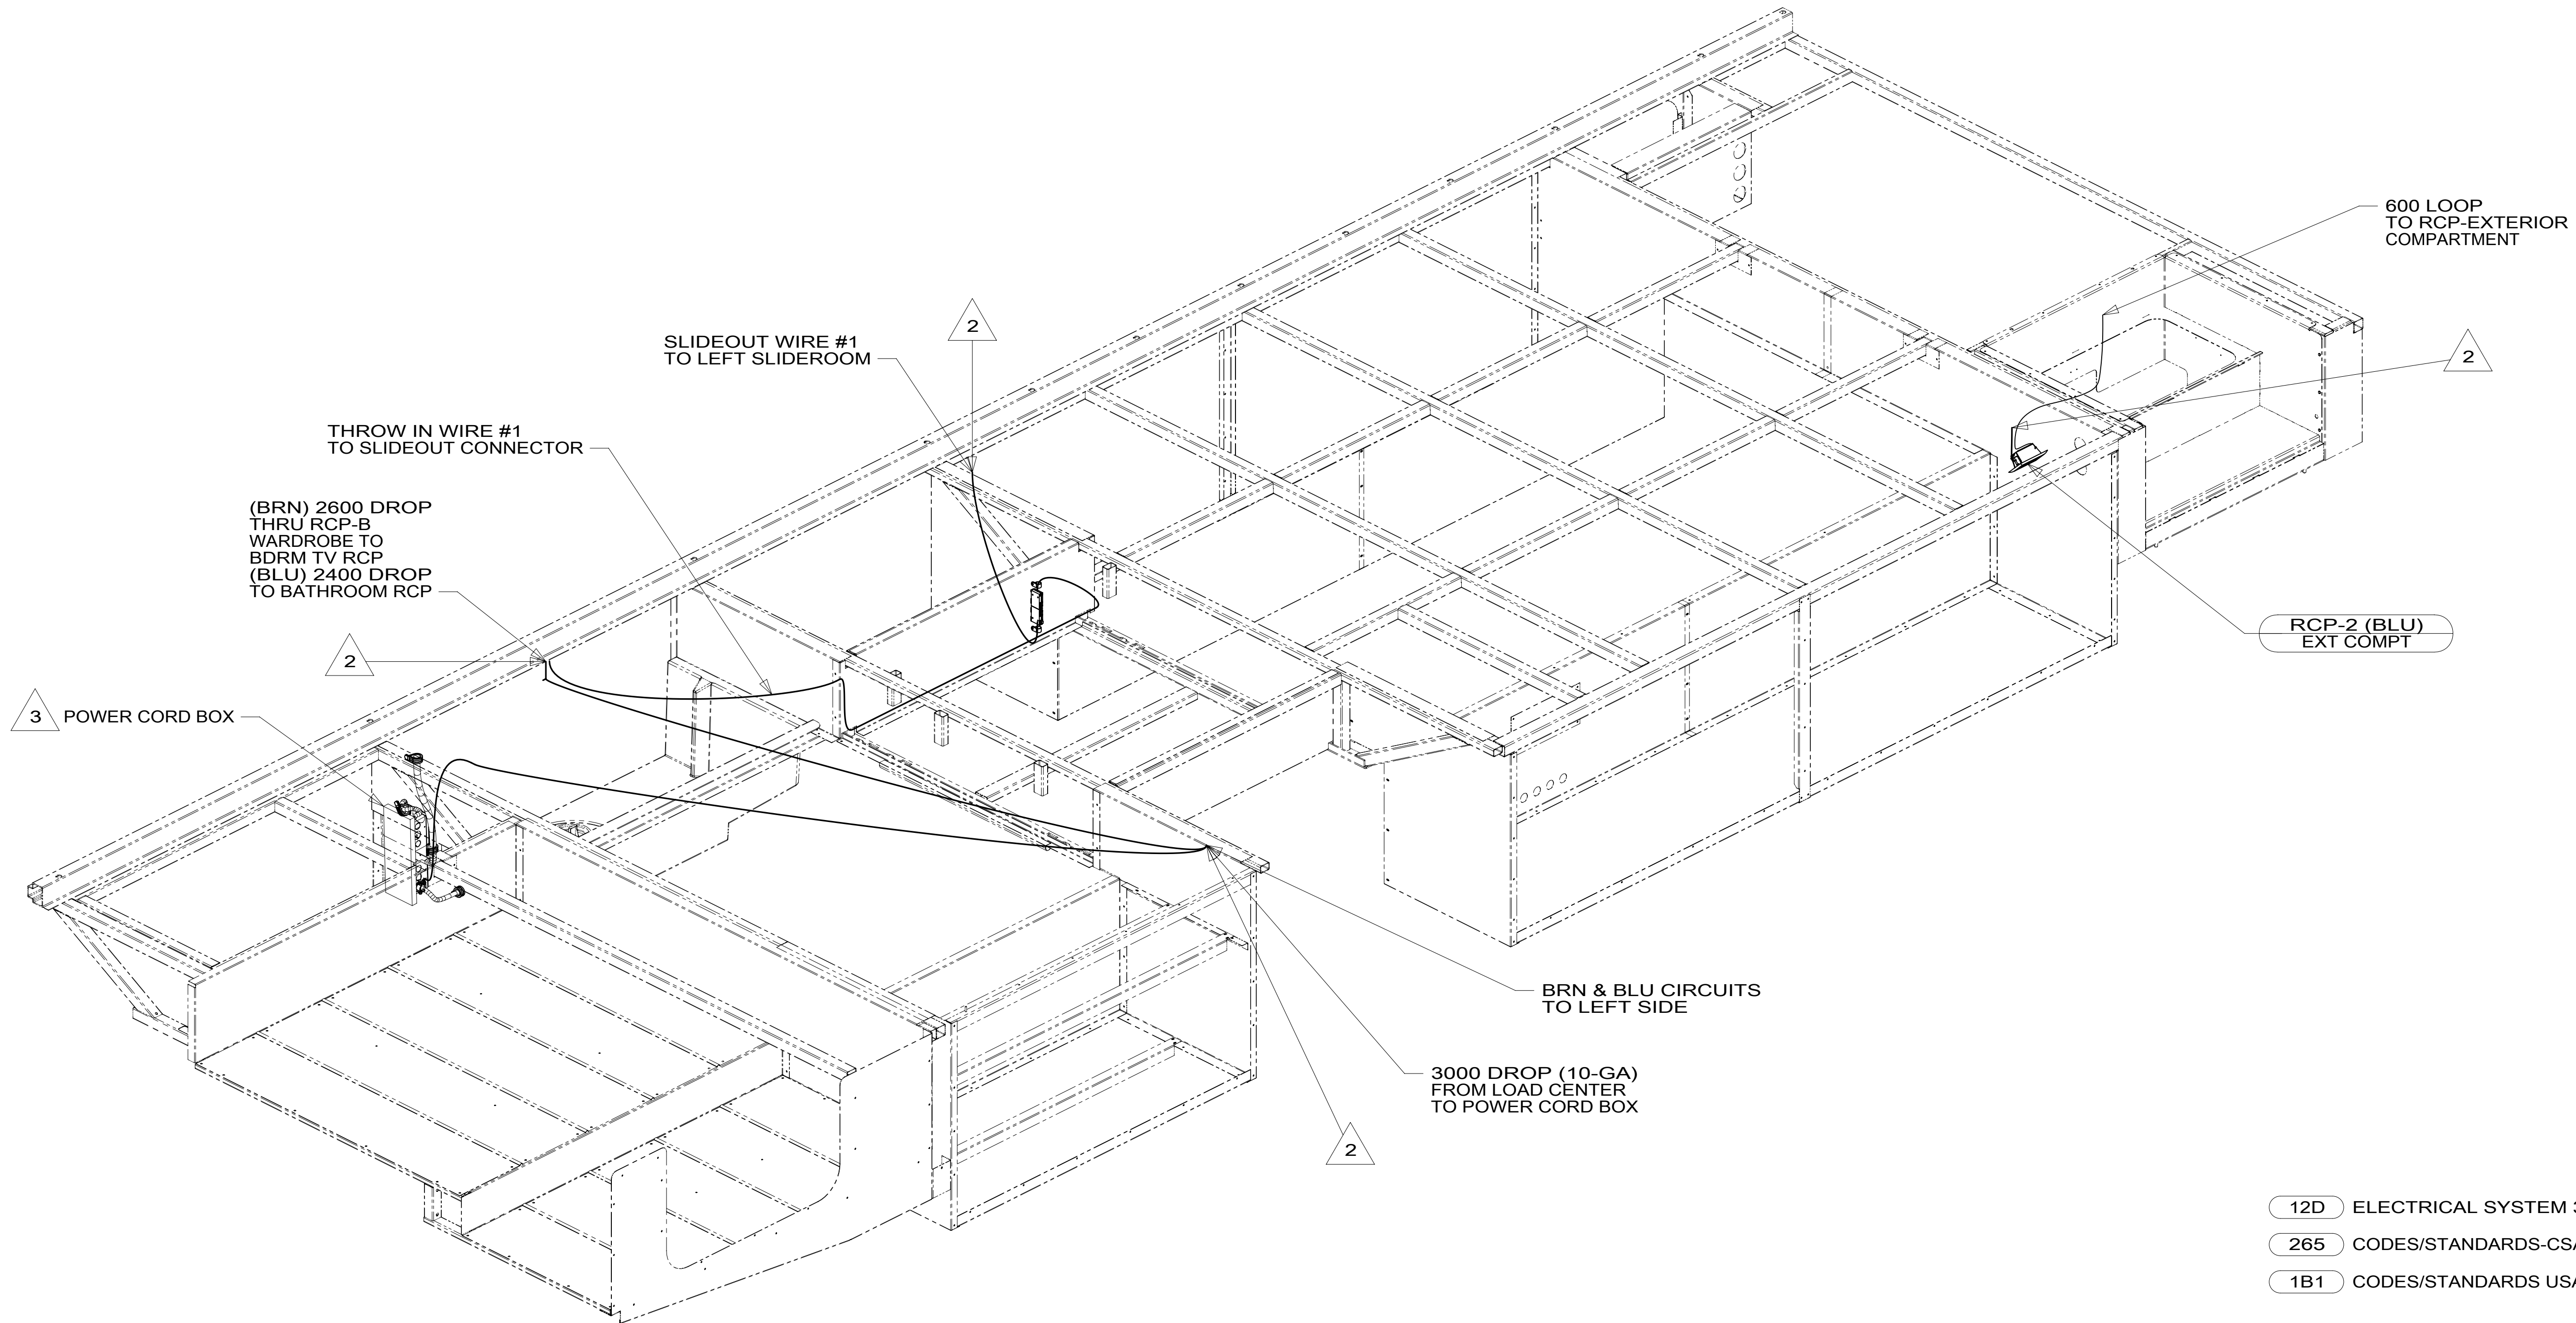 600 LOOP
TO RCP-EXTERIOR
COMPARTMENT
2
SLIDEOUT WIRE #1
TO LEFT SLIDEROOM
2
THROW IN WIRE #1
TO SLIDEOUT CONNECTOR
(BRN) 2600 DROP
THRU RCP-B
WARDROBE TO
BDRM TV RCP
(BLU) 2400 DROP
TO BATHROOM RCP
2
3 POWER CORD BOX
RCP-2 (BLU)
EXT COMPT
BRN & BLU CIRCUITS
TO LEFT SIDE
3000 DROP (10-GA)
FROM LOAD CENTER
TO POWER CORD BOX
2
12D ELECTRICAL SYSTEM
265 CODES/STANDARDS-CSA
1B1 CODES/STANDARDS USA